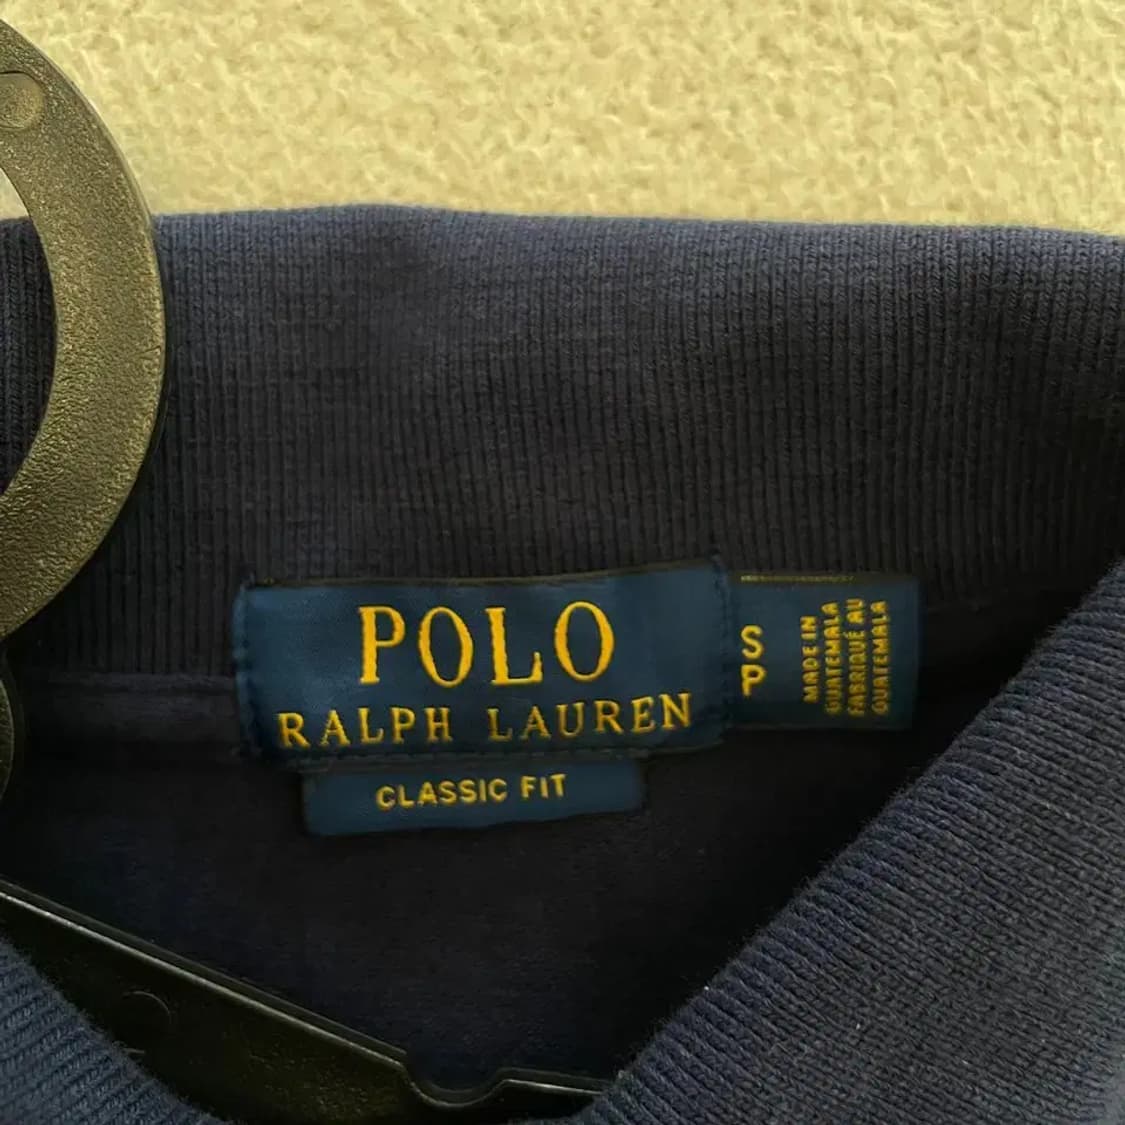 POLO
RALPH LAUREN
CLASSIC FIT
S
P
MADE IN
GUATEMALA
FABRIQUÉ AU
GUATEMALA